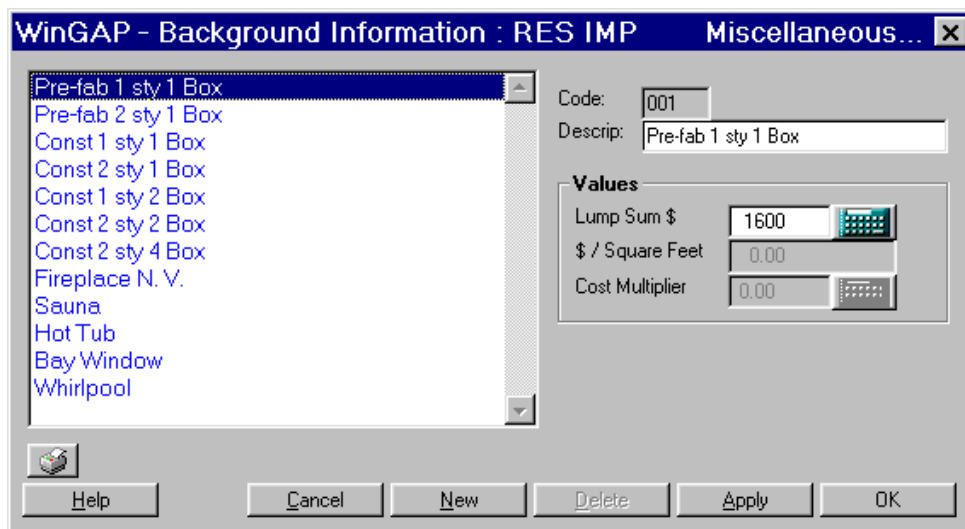 WinGAP - Background Information : RES IMP Miscellaneous...
Pre-fab 1 sty 1 Box
Pre-fab 2 sty 1 Box
Const 1 sty 1 Box
Const 2 sty 1 Box
Const 1 sty 2 Box
Const 2 sty 2 Box
Const 2 sty 4 Box
Fireplace N. V.
Sauna
Hot Tub
Bay Window
Whirlpool
Code: 001
Descrip: Pre-fab 1 sty 1 Box
Values
Lump Sum $ 1600
$ / Square Feet 0.00
Cost Multiplier 0.00
Help Cancel New Delete Apply OK